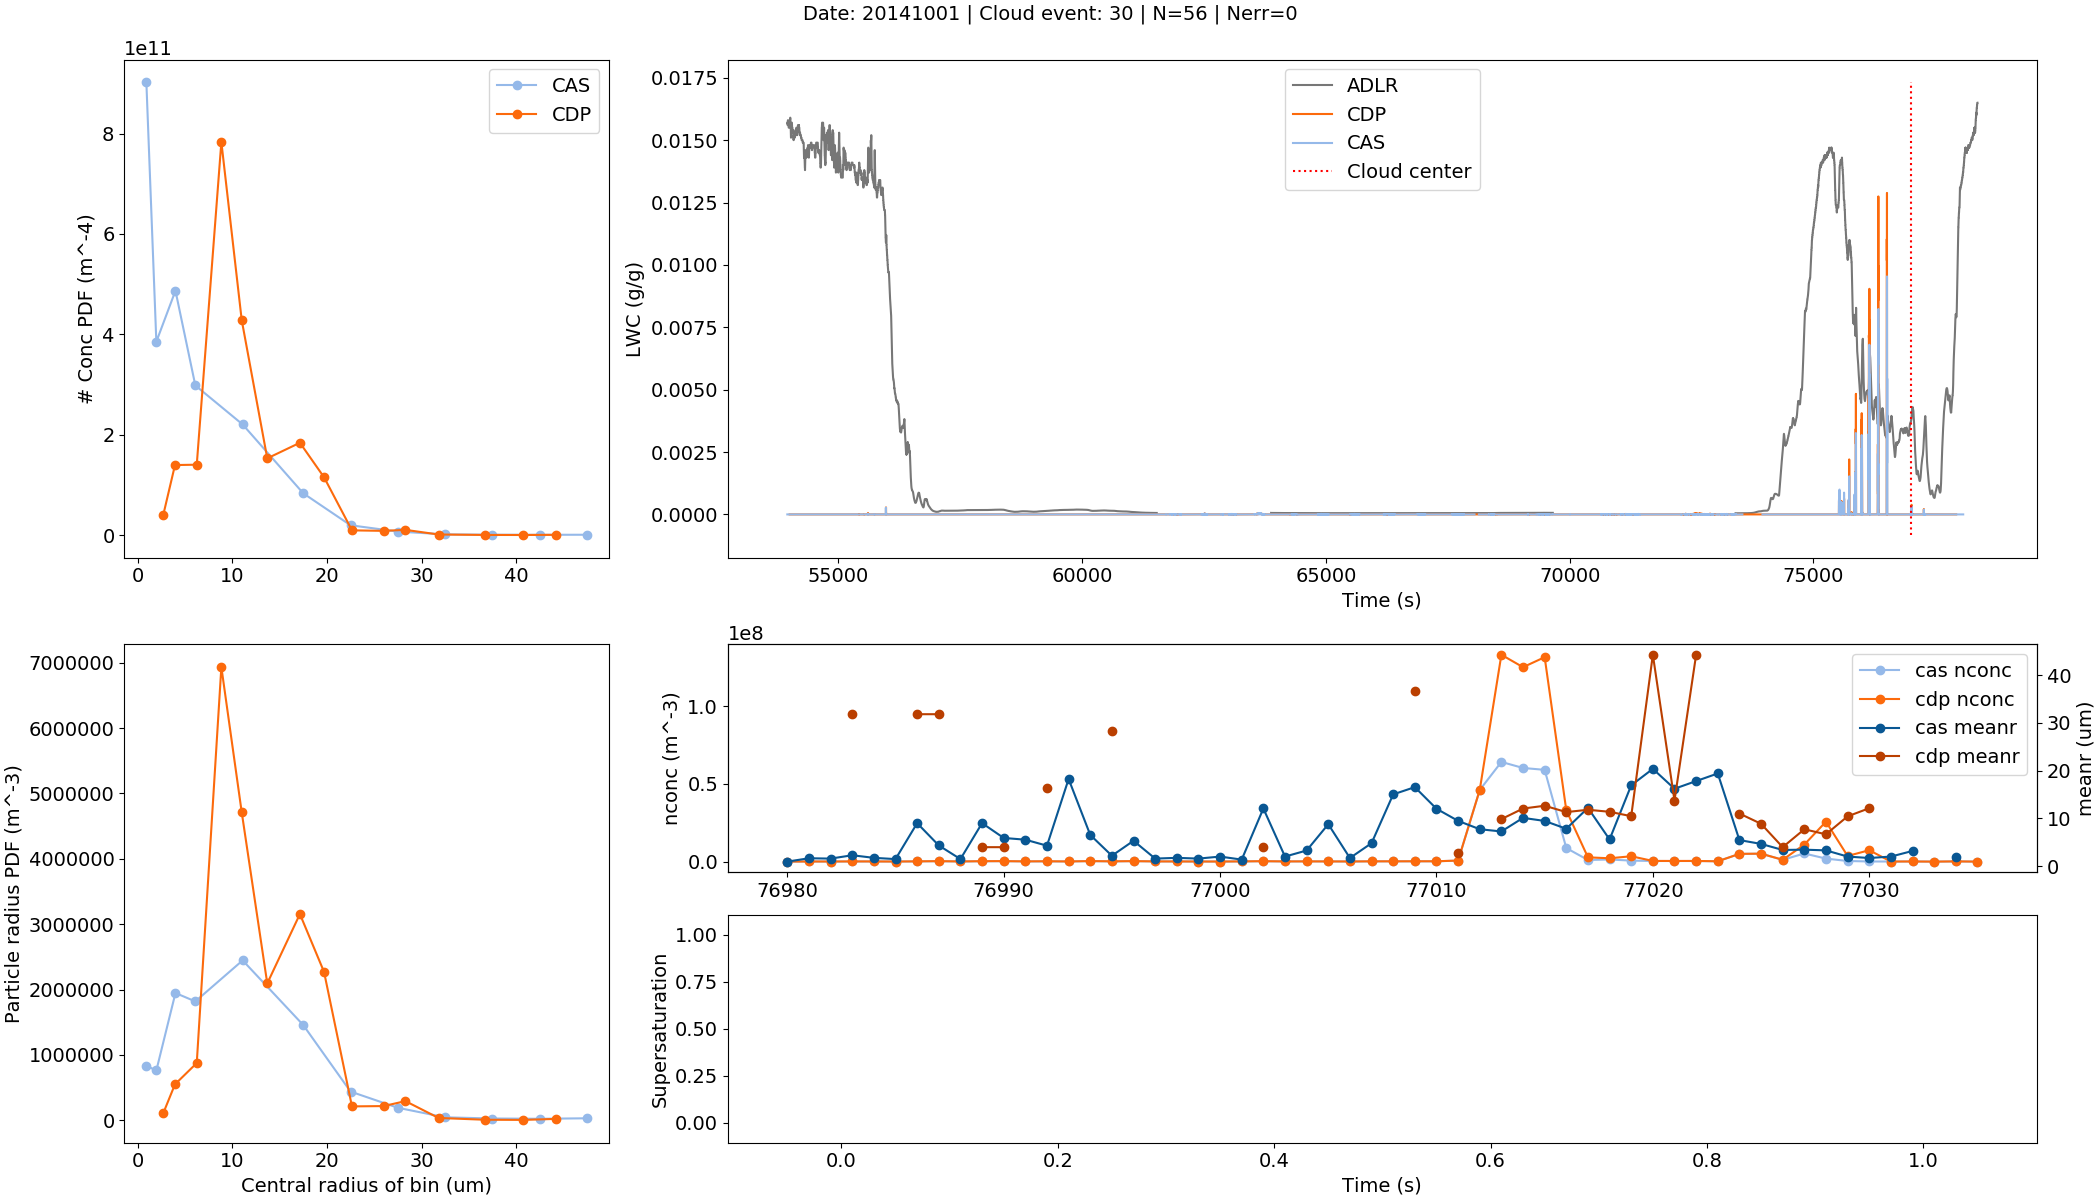 Date: 20141001 | Cloud event: 30 | N=56 | Nerr=0
1e11
# Conc PDF (m^-4)
8
6
4
2
0
0 10 20 30 40
CAS
CDP
LWC (g/g)
0.0175
0.0150
0.0125
0.0100
0.0075
0.0050
0.0025
0.0000
55000 60000 65000 70000 75000
Time (s)
ADLR
CDP
CAS
Cloud center
Particle radius PDF (m^-3)
7000000
6000000
5000000
4000000
3000000
2000000
1000000
0
0 10 20 30 40
Central radius of bin (um)
1e8
nconc (m^-3)
1.0
0.5
0.0
76980 76990 77000 77010 77020 77030
cas nconc
cdp nconc
cas meanr
cdp meanr
40
30
20
10
0
meanr (um)
Supersaturation
1.00
0.75
0.50
0.25
0.00
0.0 0.2 0.4 0.6 0.8 1.0
Time (s)